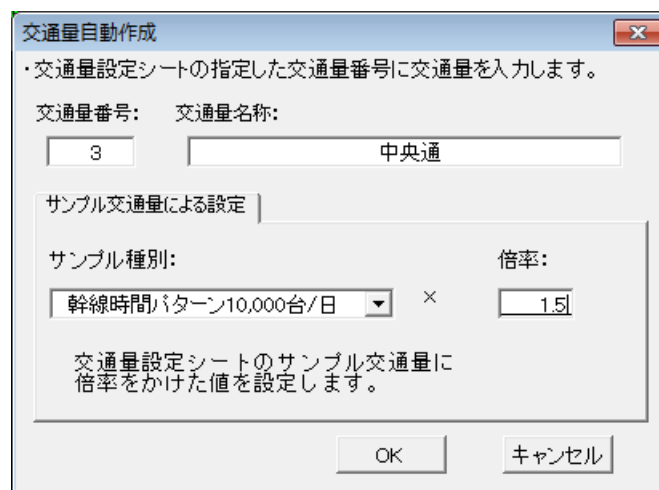 交通量自動作成
・交通量設定シートの指定した交通量番号に交通量を入力します。
交通量番号: 交通量名称:
3 中央通
サンプル交通量による設定
サンプル種別: 倍率:
幹線時間パターン10,000台/日 × 1.5
交通量設定シートのサンプル交通量に
倍率をかけた値を設定します。
OK キャンセル